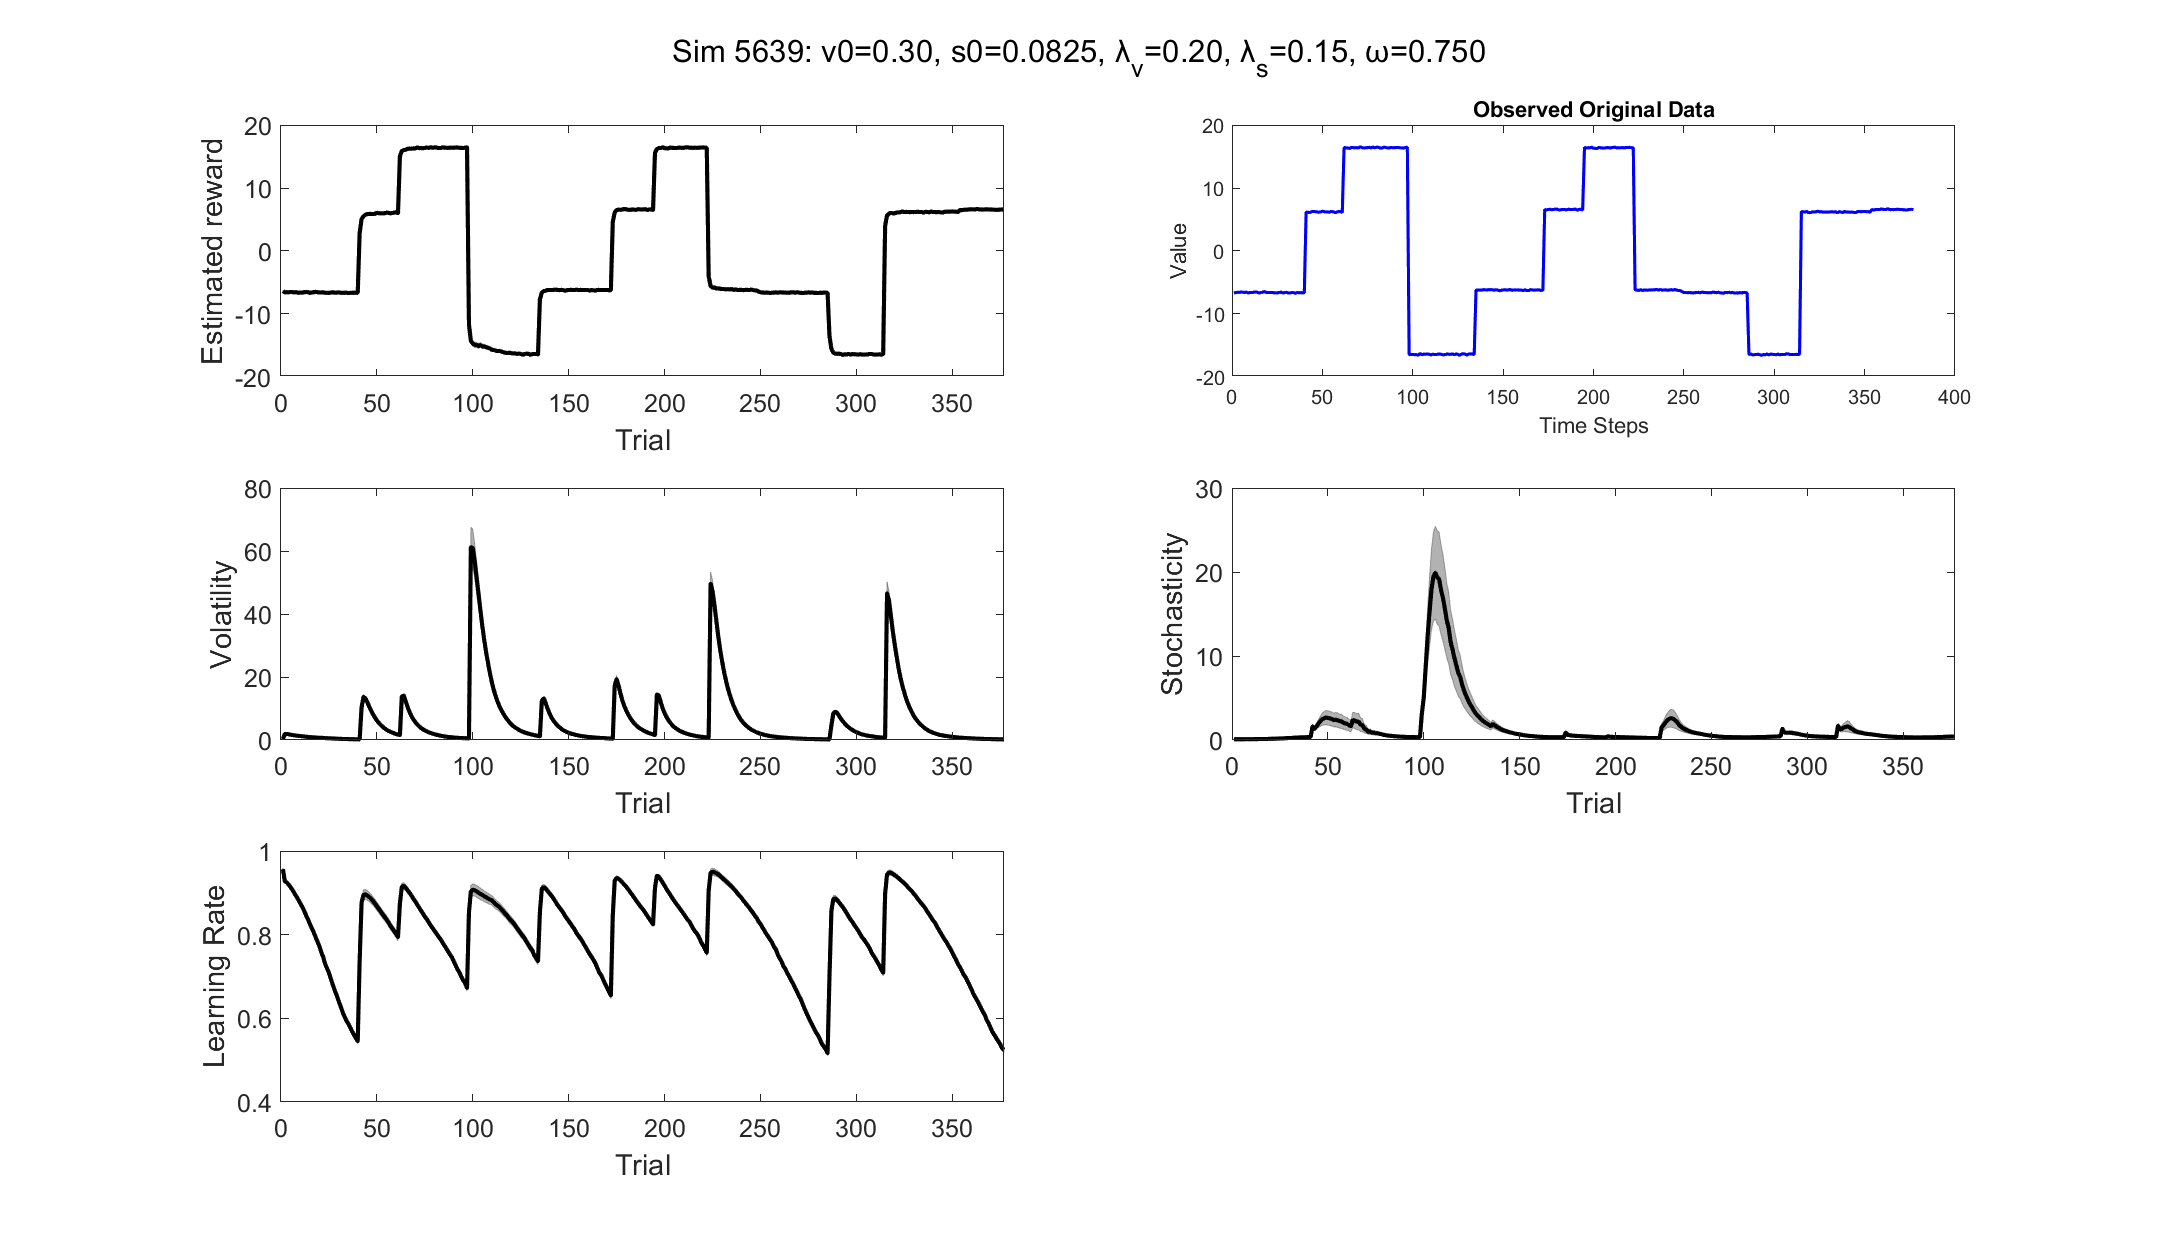 Sim 5639: v0=0.30, s0=0.0825, λv=0.20, λs=0.15, ω=0.750
Estimated reward
20
10
0
-10
-20
0 50 100 150 200 250 300 350
Trial
Observed Original Data
Value
20
10
0
-10
-20
0 50 100 150 200 250 300 350 400
Time Steps
Volatility
80
60
40
20
0
0 50 100 150 200 250 300 350
Trial
Stochasticity
30
20
10
0
0 50 100 150 200 250 300 350
Trial
Learning Rate
1
0.8
0.6
0.4
0 50 100 150 200 250 300 350
Trial